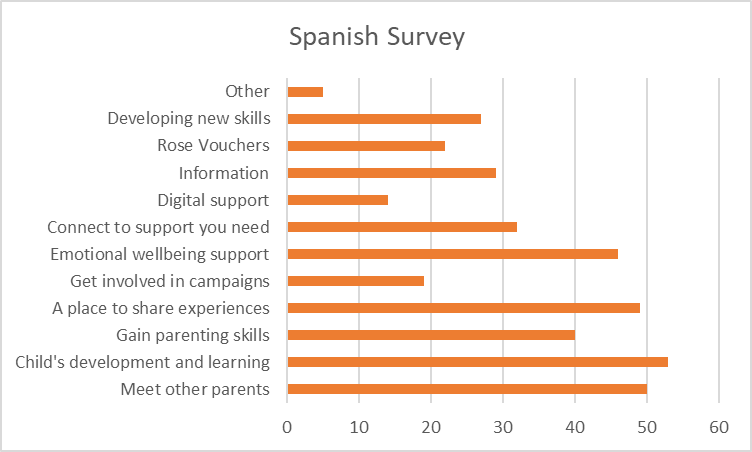 Spanish Survey
Other
Developing new skills
Rose Vouchers
Information
Digital support
Connect to support you need
Emotional wellbeing support
Get involved in campaigns
A place to share experiences
Gain parenting skills
Child's development and learning
Meet other parents
0 10 20 30 40 50 60